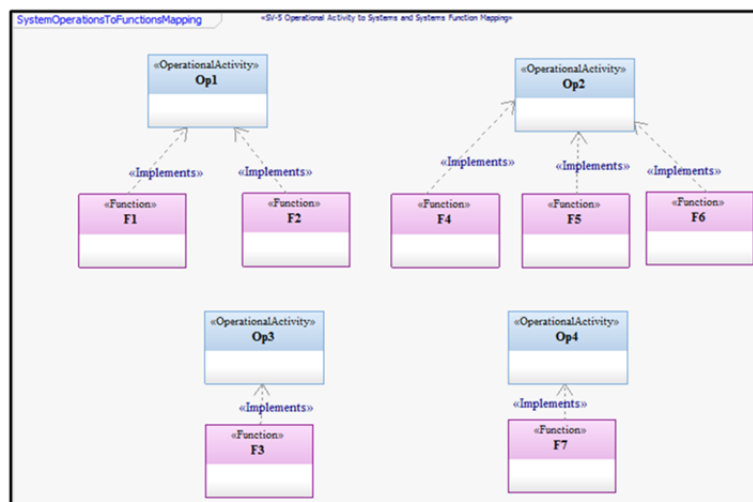 SystemOperationsToFunctionsMapping
«SV-5 Operational Activity to Systems and Systems Function Mapping»
«OperationalActivity»
Op1
«OperationalActivity»
Op2
«Implements»
«Implements»
«Implements»
«Implements»
«Implements»
«Function»
F1
«Function»
F2
«Function»
F4
«Function»
F5
«Function»
F6
«OperationalActivity»
Op3
«OperationalActivity»
Op4
«Implements»
«Implements»
«Function»
F3
«Function»
F7